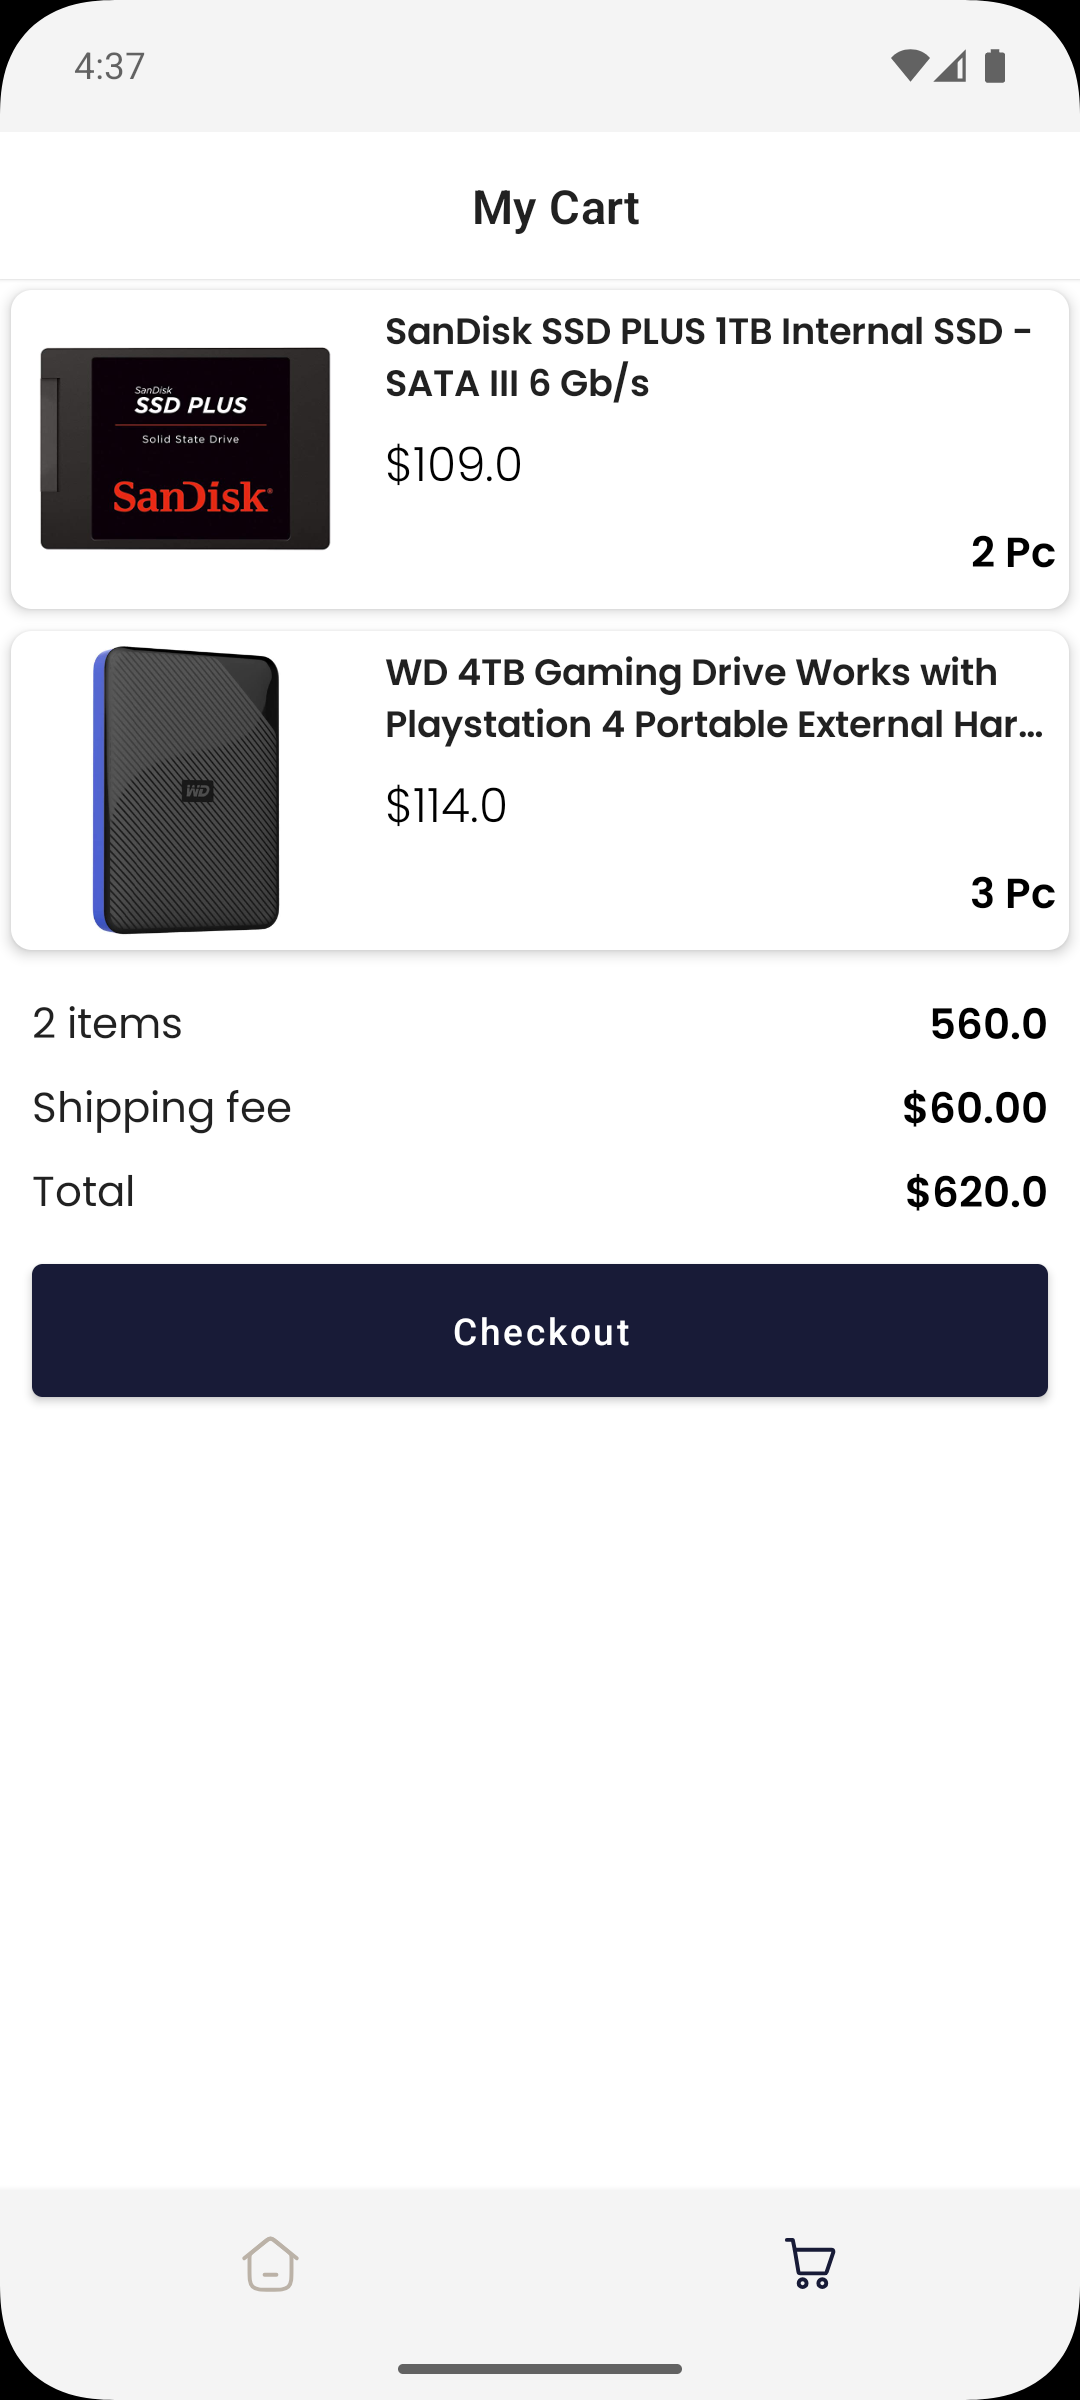 4:37
My Cart
SanDisk
SSD PLUS
Solid State Drive
SanDisk
SanDisk SSD PLUS 1TB Internal SSD -
SATA III 6 Gb/s
$109.0
2 Pc
WD
WD 4TB Gaming Drive Works with
Playstation 4 Portable External Har...
$114.0
3 Pc
2 items 560.0
Shipping fee $60.00
Total $620.0
Checkout